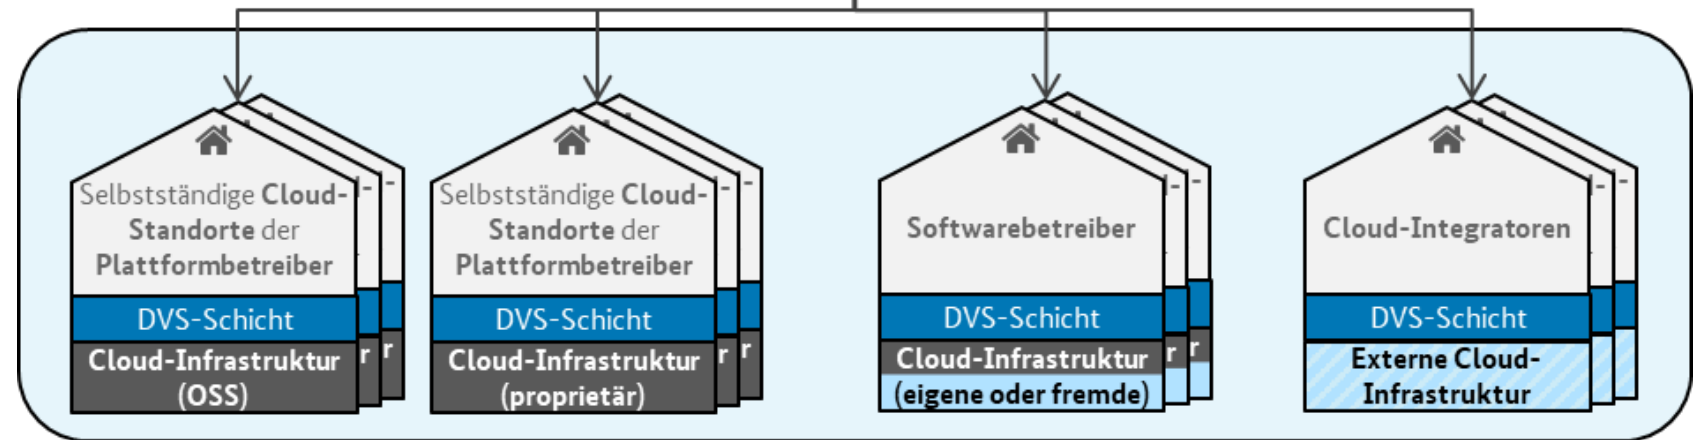 Selbstständige Cloud-
Standorte der
Plattformbetreiber
DVS-Schicht
Cloud-Infrastruktur
(OSS)
r
r
Selbstständige Cloud-
Standorte der
Plattformbetreiber
DVS-Schicht
Cloud-Infrastruktur
(proprietär)
r
r
Softwarebetreiber
DVS-Schicht
Cloud-Infrastruktur
(eigene oder fremde)
r
r
Cloud-Integratoren
DVS-Schicht
Externe Cloud-
Infrastruktur